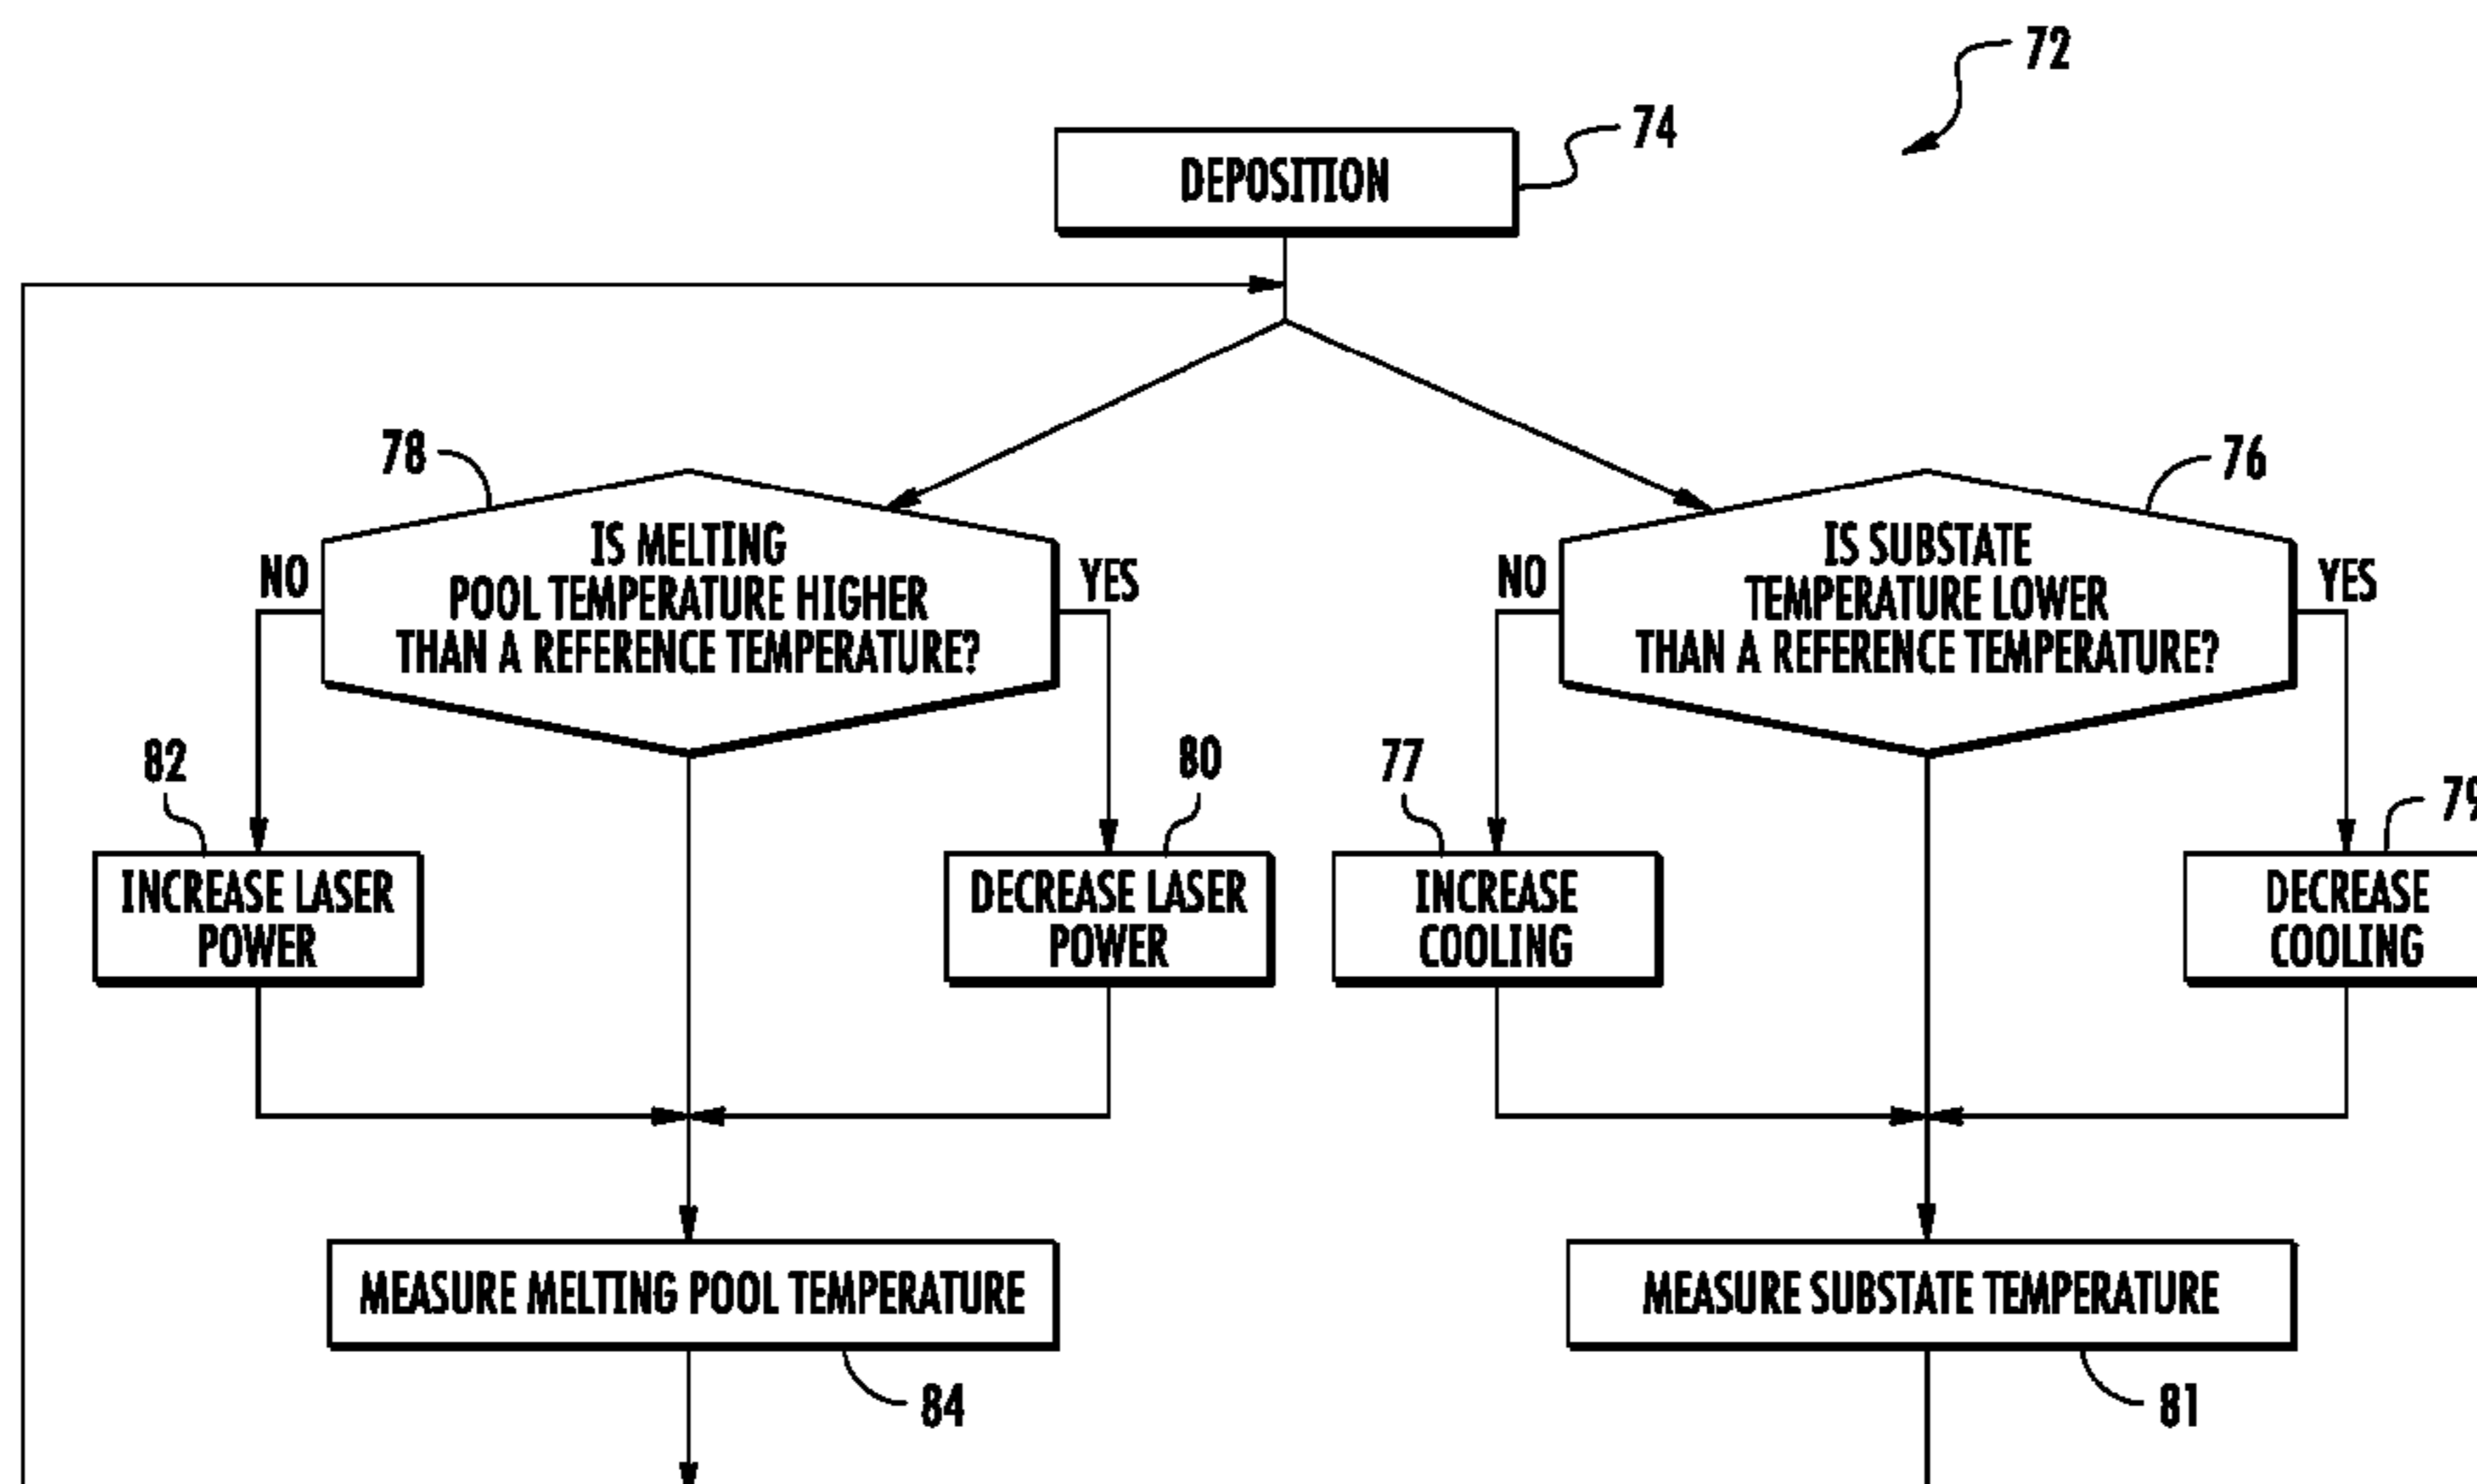 72
74
DEPOSITION
78
76
IS MELTING
POOL TEMPERATURE HIGHER
THAN A REFERENCE TEMPERATURE?
NO
YES
IS SUBSTATE
TEMPERATURE LOWER
THAN A REFERENCE TEMPERATURE?
NO
YES
82
80
77
79
INCREASE LASER
POWER
DECREASE LASER
POWER
INCREASE
COOLING
DECREASE
COOLING
MEASURE MELTING POOL TEMPERATURE
MEASURE SUBSTATE TEMPERATURE
84
81